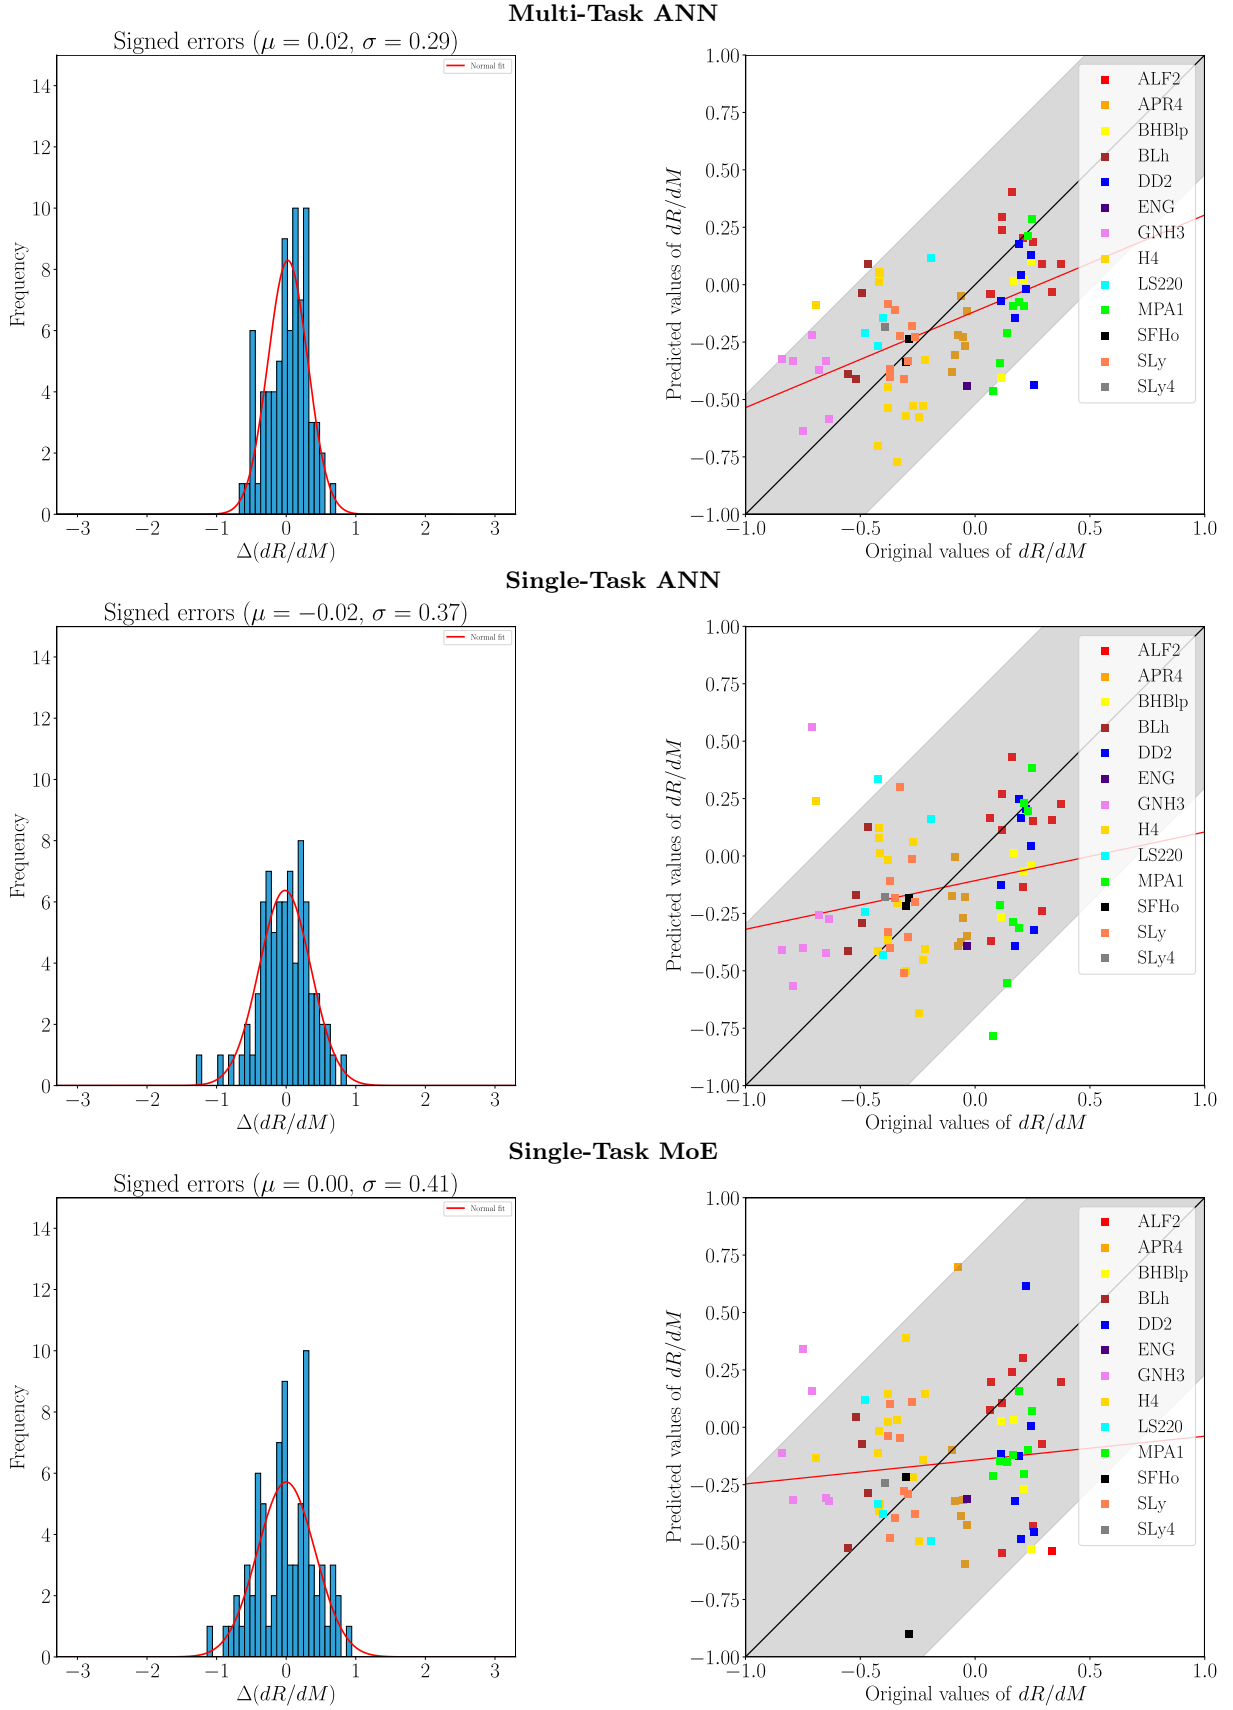 Multi-Task ANN
Signed errors (μ = 0.02, σ = 0.29)
Normal fit
14
12
10
8
6
4
2
0
Frequency
−3 −2 −1 0 1 2 3
Δ(dR/dM)
1.00
0.75
0.50
0.25
0.00
−0.25
−0.50
−0.75
−1.00
Predicted values of dR/dM
ALF2
APR4
BHBlp
BLh
DD2
ENG
GNH3
H4
LS220
MPA1
SFHo
SLy
SLy4
−1.0 −0.5 0.0 0.5 1.0
Original values of dR/dM
Single-Task ANN
Signed errors (μ = −0.02, σ = 0.37)
Normal fit
14
12
10
8
6
4
2
0
Frequency
−3 −2 −1 0 1 2 3
Δ(dR/dM)
1.00
0.75
0.50
0.25
0.00
−0.25
−0.50
−0.75
−1.00
Predicted values of dR/dM
ALF2
APR4
BHBlp
BLh
DD2
ENG
GNH3
H4
LS220
MPA1
SFHo
SLy
SLy4
−1.0 −0.5 0.0 0.5 1.0
Original values of dR/dM
Single-Task MoE
Signed errors (μ = 0.00, σ = 0.41)
Normal fit
14
12
10
8
6
4
2
0
Frequency
−3 −2 −1 0 1 2 3
Δ(dR/dM)
1.00
0.75
0.50
0.25
0.00
−0.25
−0.50
−0.75
−1.00
Predicted values of dR/dM
ALF2
APR4
BHBlp
BLh
DD2
ENG
GNH3
H4
LS220
MPA1
SFHo
SLy
SLy4
−1.0 −0.5 0.0 0.5 1.0
Original values of dR/dM